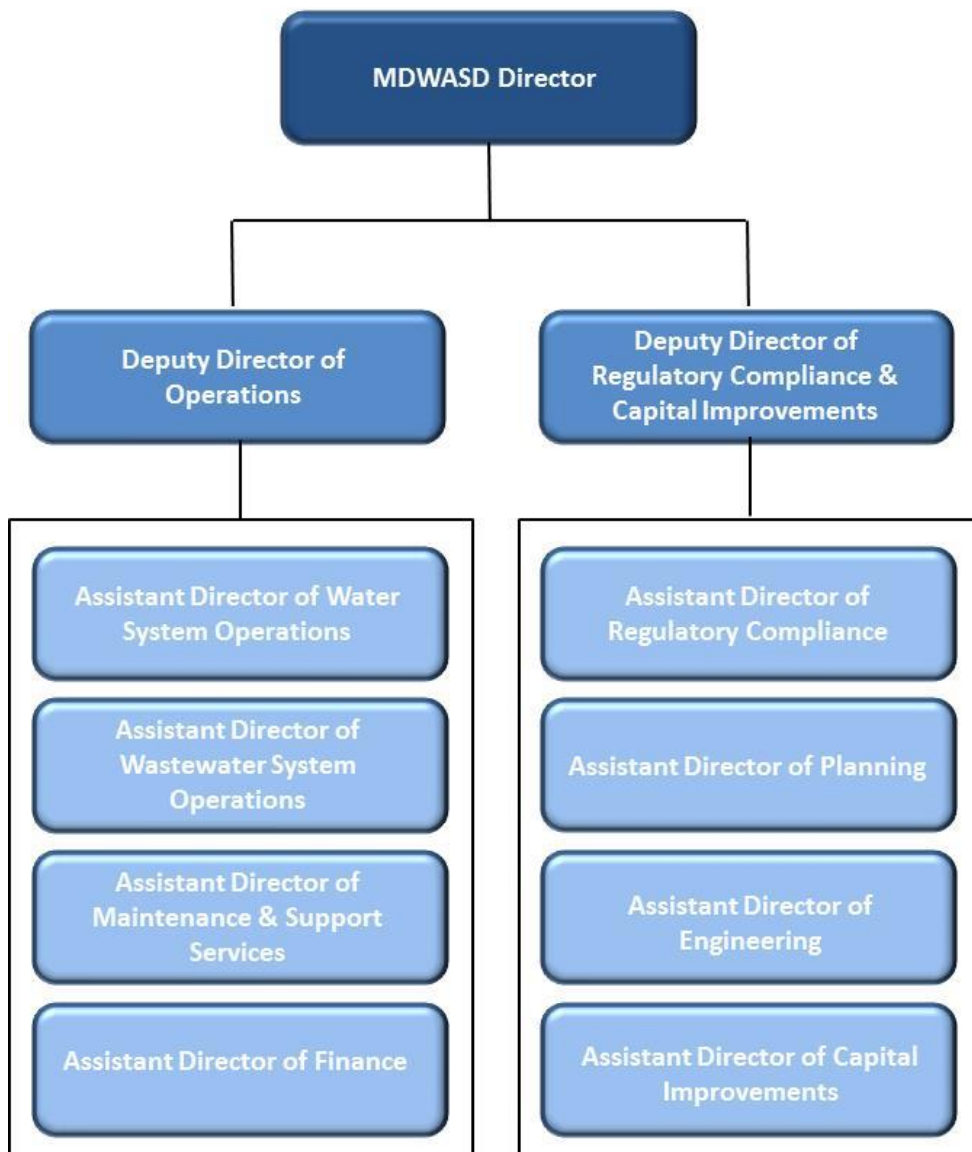 MDWASD Director
Deputy Director of
Operations
Deputy Director of
Regulatory Compliance &
Capital Improvements
Assistant Director of Water
System Operations
Assistant Director of
Wastewater System
Operations
Assistant Director of
Maintenance & Support
Services
Assistant Director of Finance
Assistant Director of
Regulatory Compliance
Assistant Director of Planning
Assistant Director of
Engineering
Assistant Director of Capital
Improvements